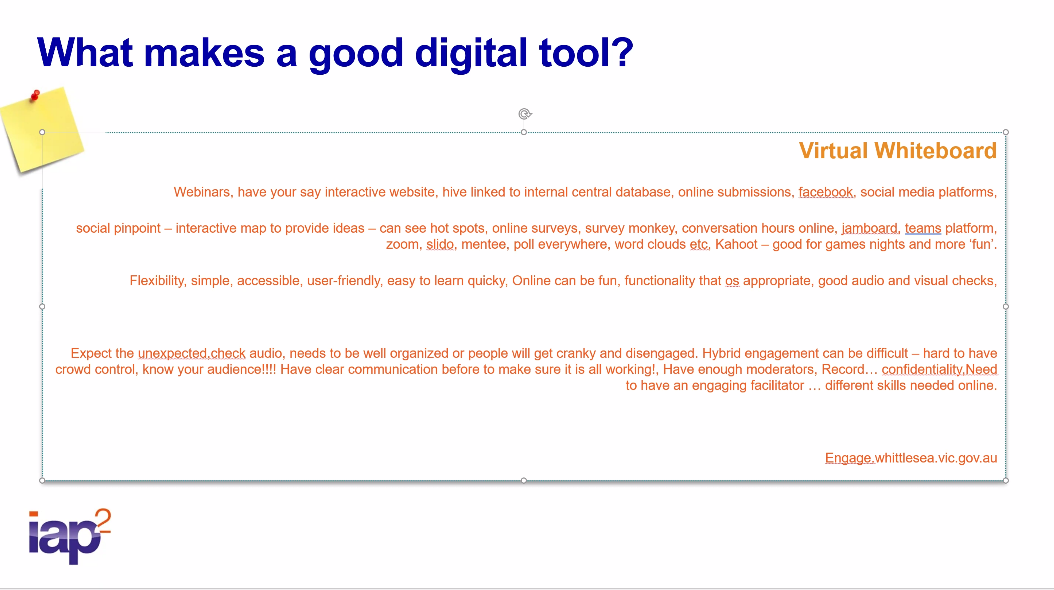 What makes a good digital tool?
Virtual Whiteboard
Webinars, have your say interactive website, hive linked to internal central database, online submissions, facebook, social media platforms,
social pinpoint – interactive map to provide ideas – can see hot spots, online surveys, survey monkey, conversation hours online, jamboard, teams platform,
zoom, slido, mentee, poll everywhere, word clouds etc, Kahoot – good for games nights and more ‘fun’.
Flexibility, simple, accessible, user-friendly, easy to learn quicky, Online can be fun, functionality that os appropriate, good audio and visual checks,
Expect the unexpected,check audio, needs to be well organized or people will get cranky and disengaged. Hybrid engagement can be difficult – hard to have
crowd control, know your audience!!!! Have clear communication before to make sure it is all working!, Have enough moderators, Record… confidentiality,Need
to have an engaging facilitator … different skills needed online.
Engage.whittlesea.vic.gov.au
iap2